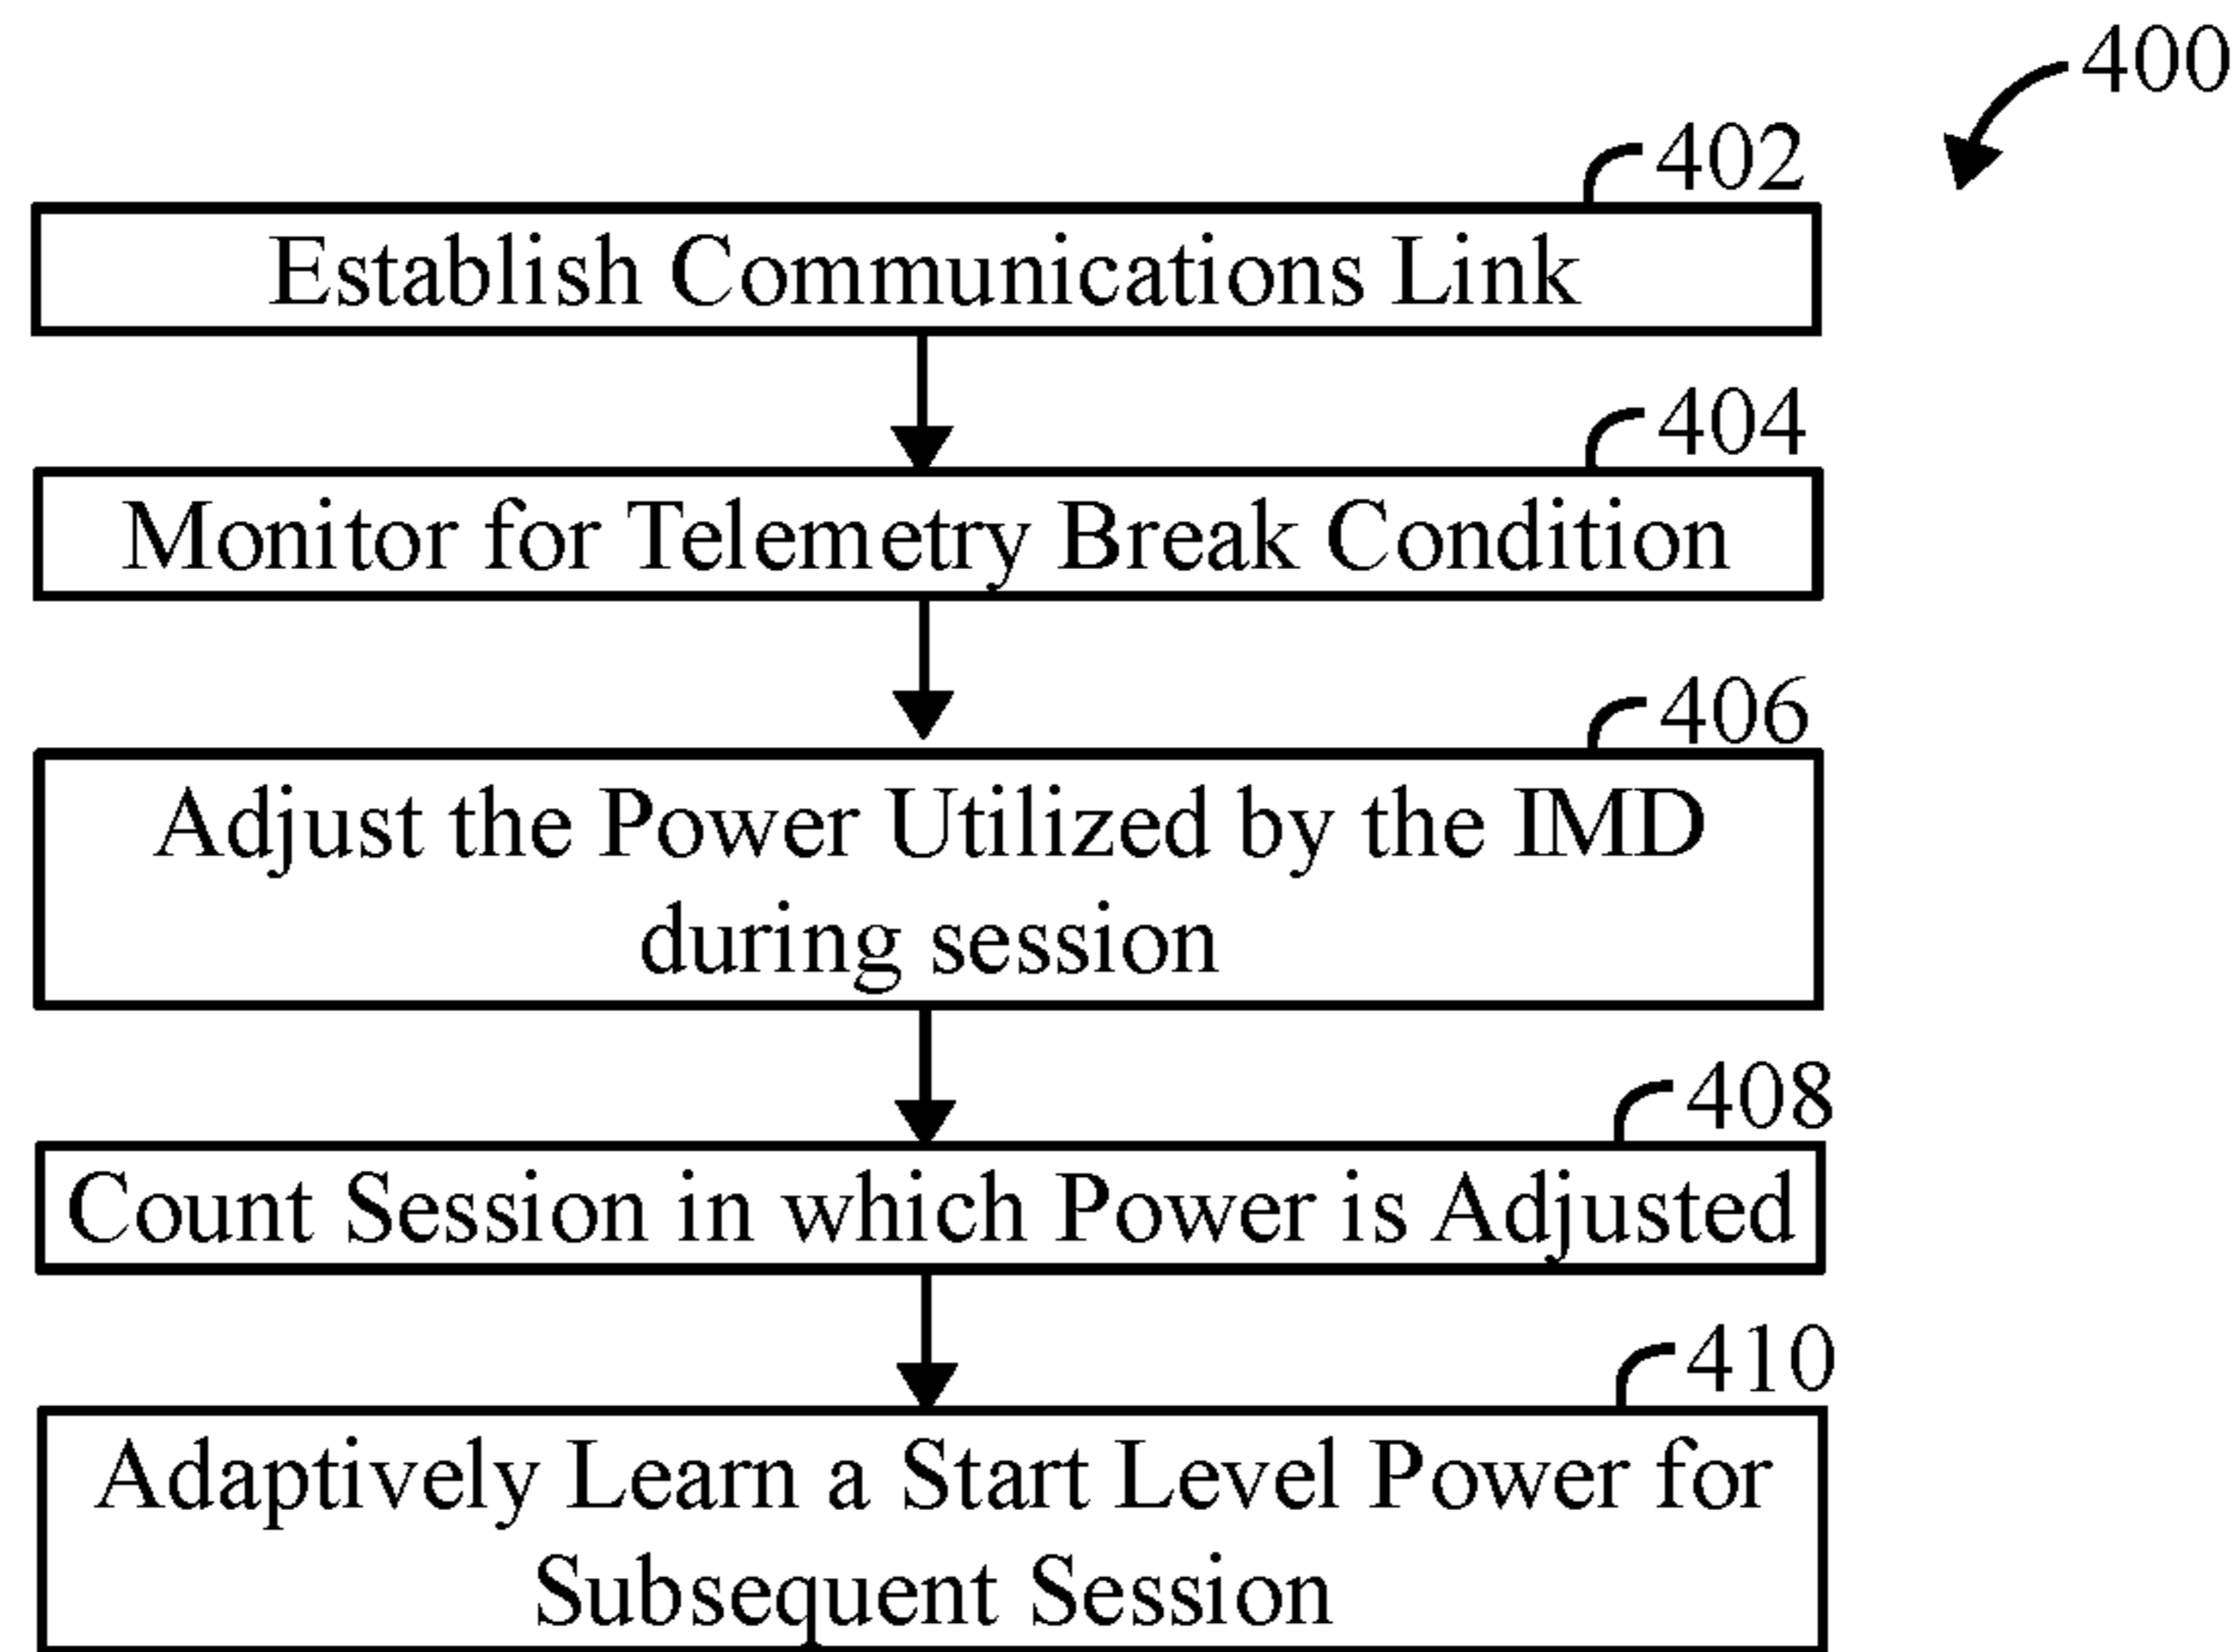 400
402
Establish Communications Link
404
Monitor for Telemetry Break Condition
406
Adjust the Power Utilized by the IMD
during session
408
Count Session in which Power is Adjusted
410
Adaptively Learn a Start Level Power for
Subsequent Session